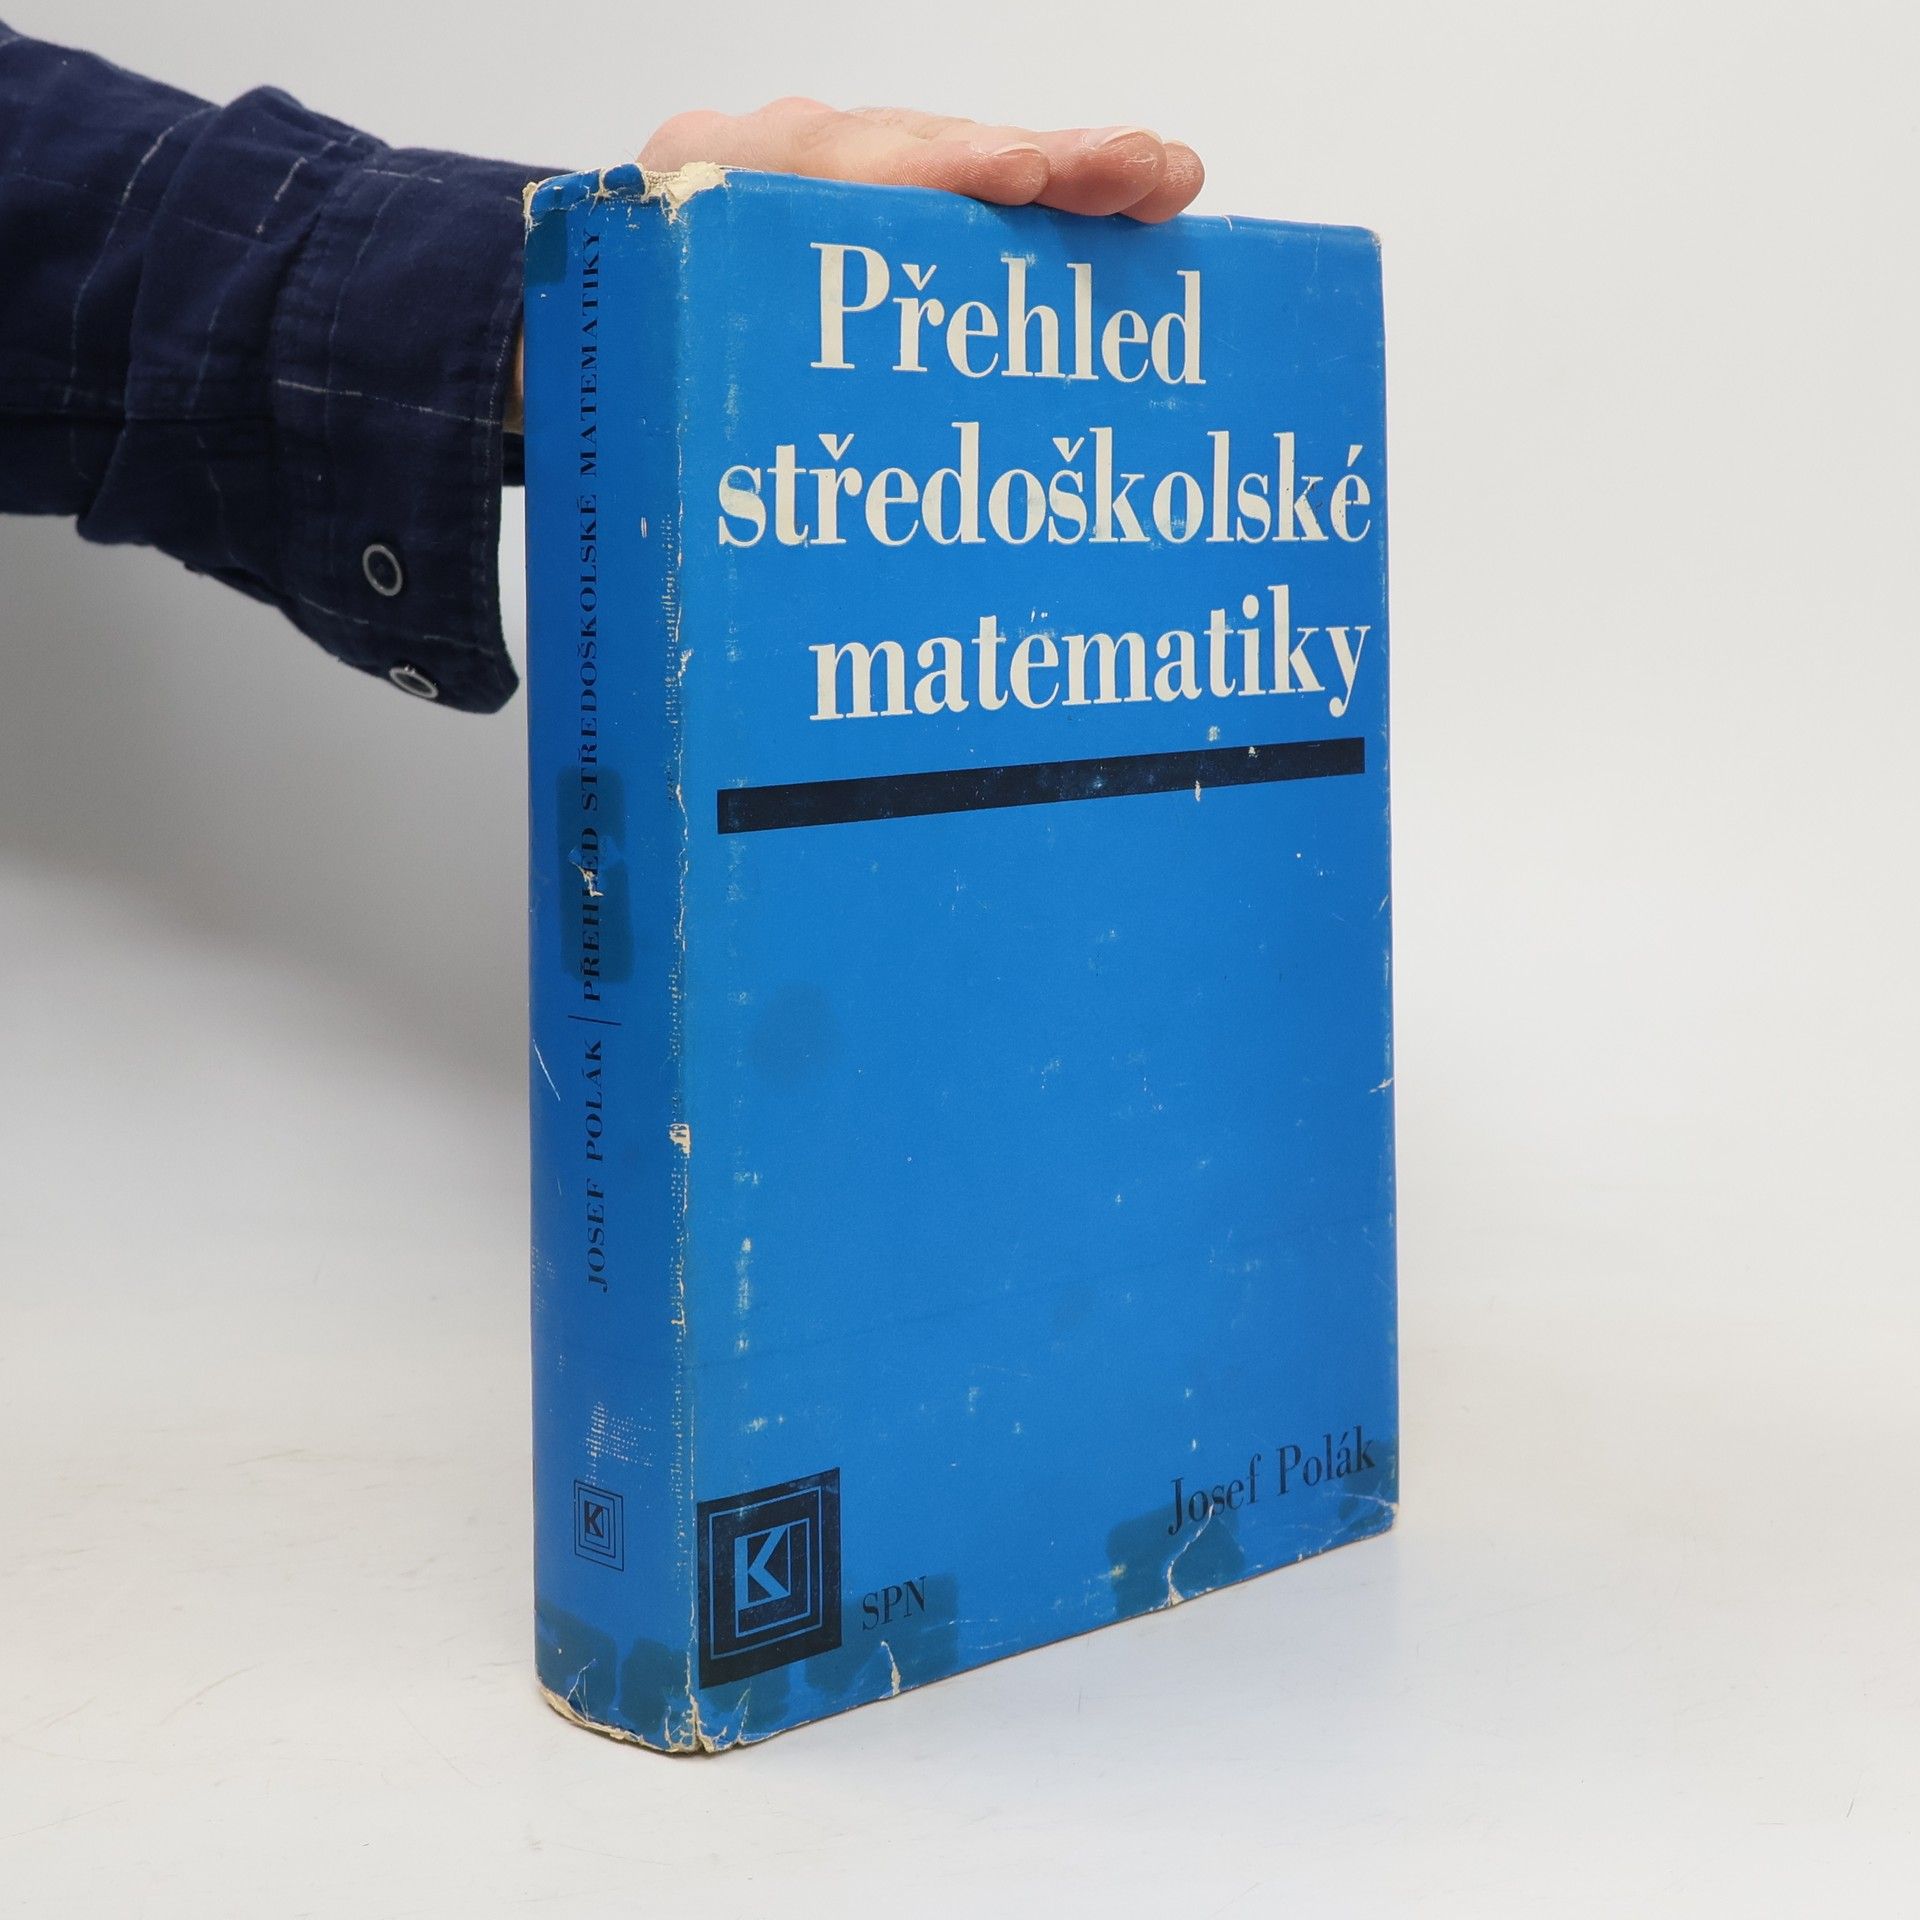 Přehled
středoškolské
matematiky
Josef Polák
K
SPN
JOSEF POLÁK | PŘEHLED STŘEDOŠKOLSKÉ MATEMATIKY
K